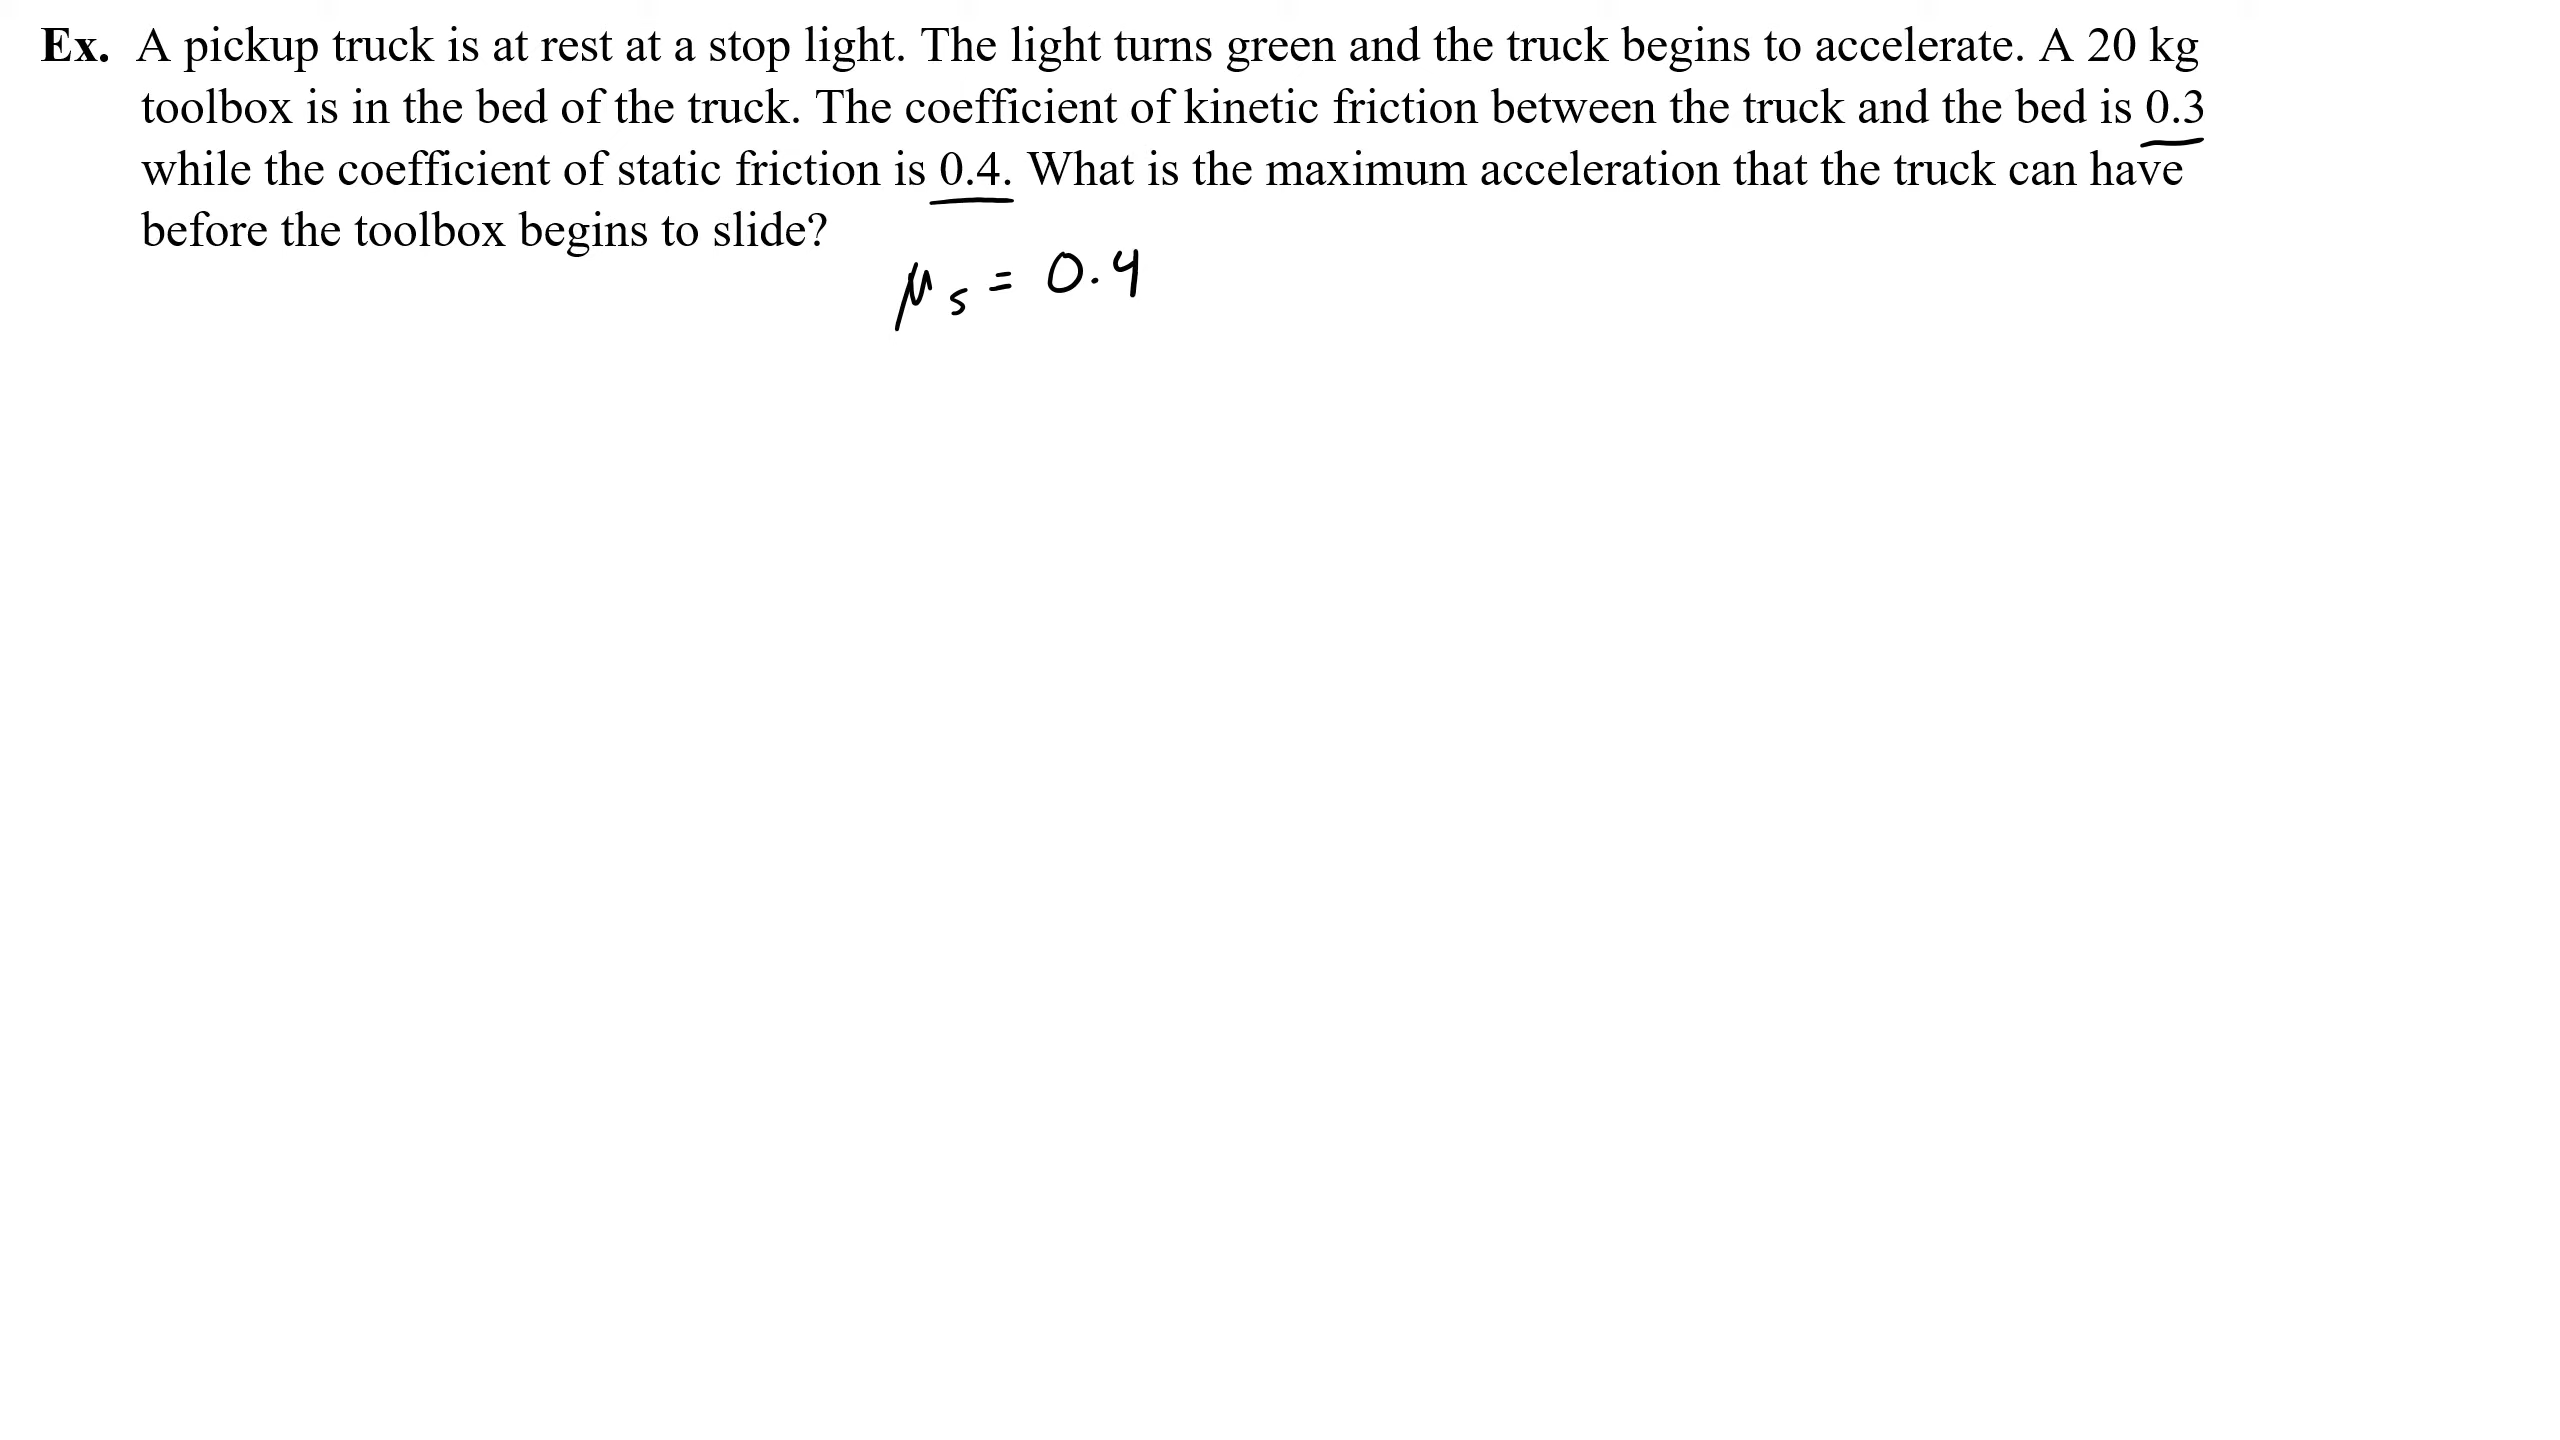 Ex. A pickup truck is at rest at a stop light. The light turns green and the truck begins to accelerate. A 20 kg
toolbox is in the bed of the truck. The coefficient of kinetic friction between the truck and the bed is 0.3
while the coefficient of static friction is 0.4. What is the maximum acceleration that the truck can have
before the toolbox begins to slide?
μs = 0.4